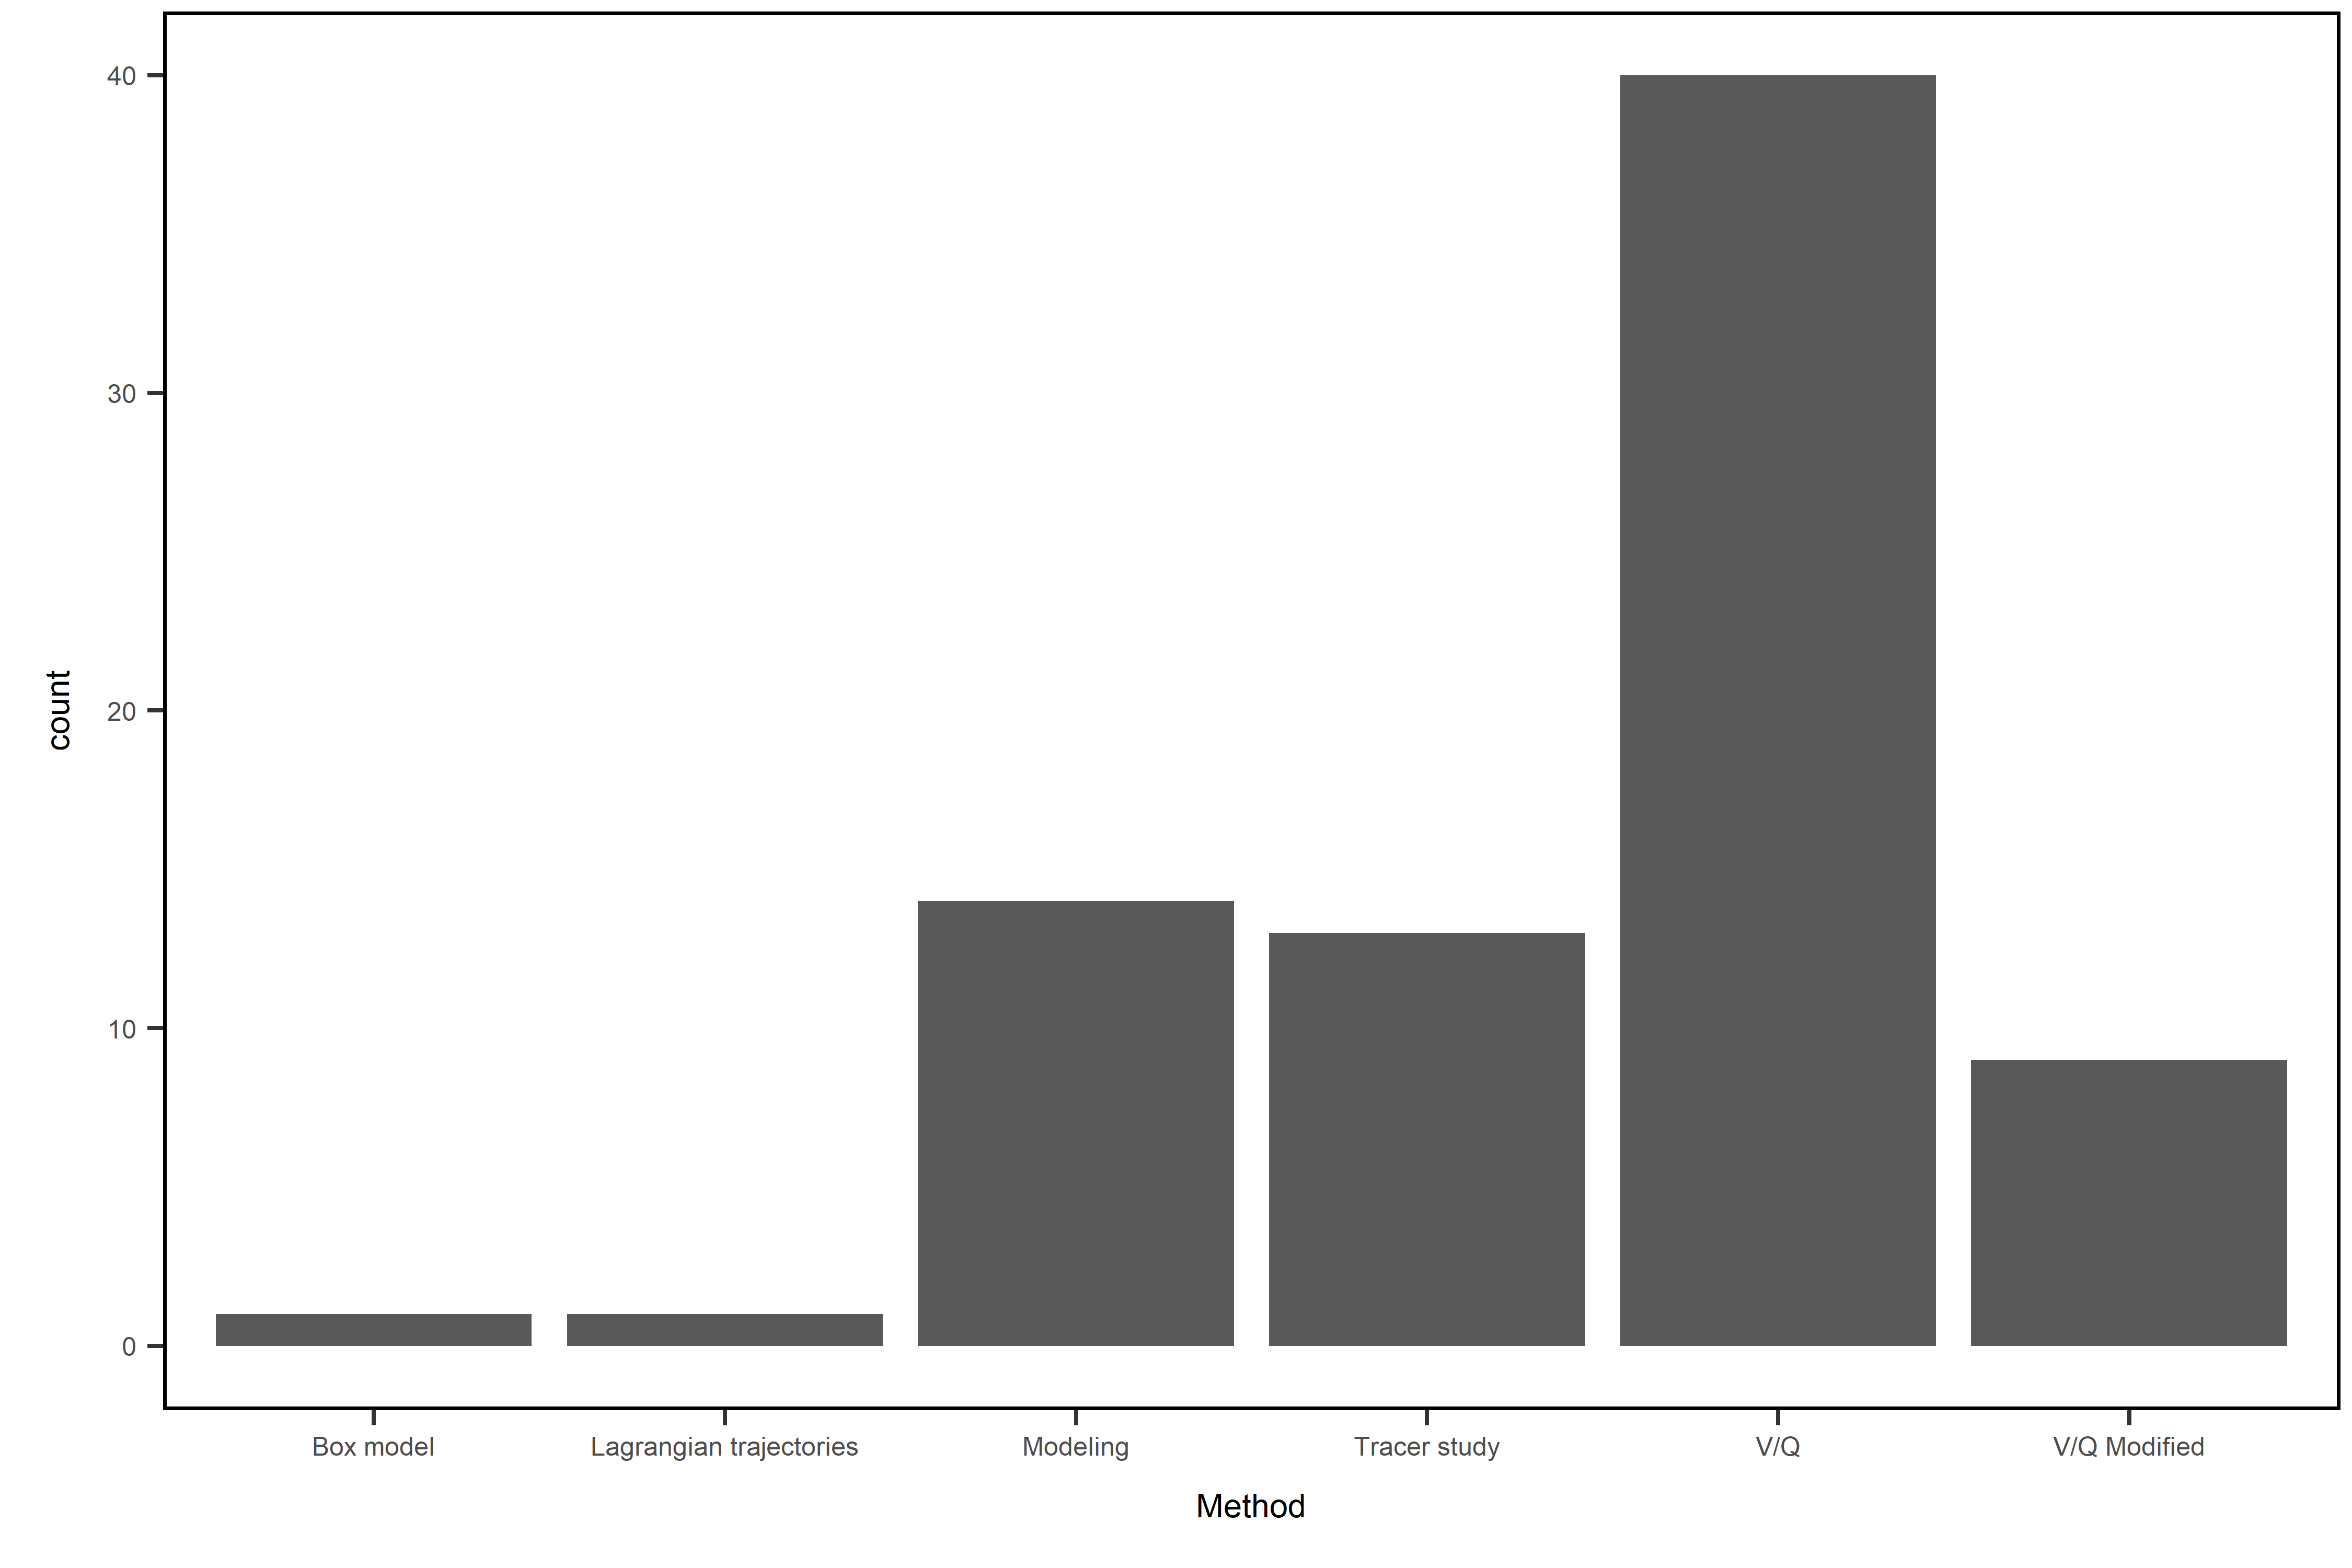 40
30
20
10
0
count
Box model
Lagrangian trajectories
Modeling
Tracer study
V/Q
V/Q Modified
Method